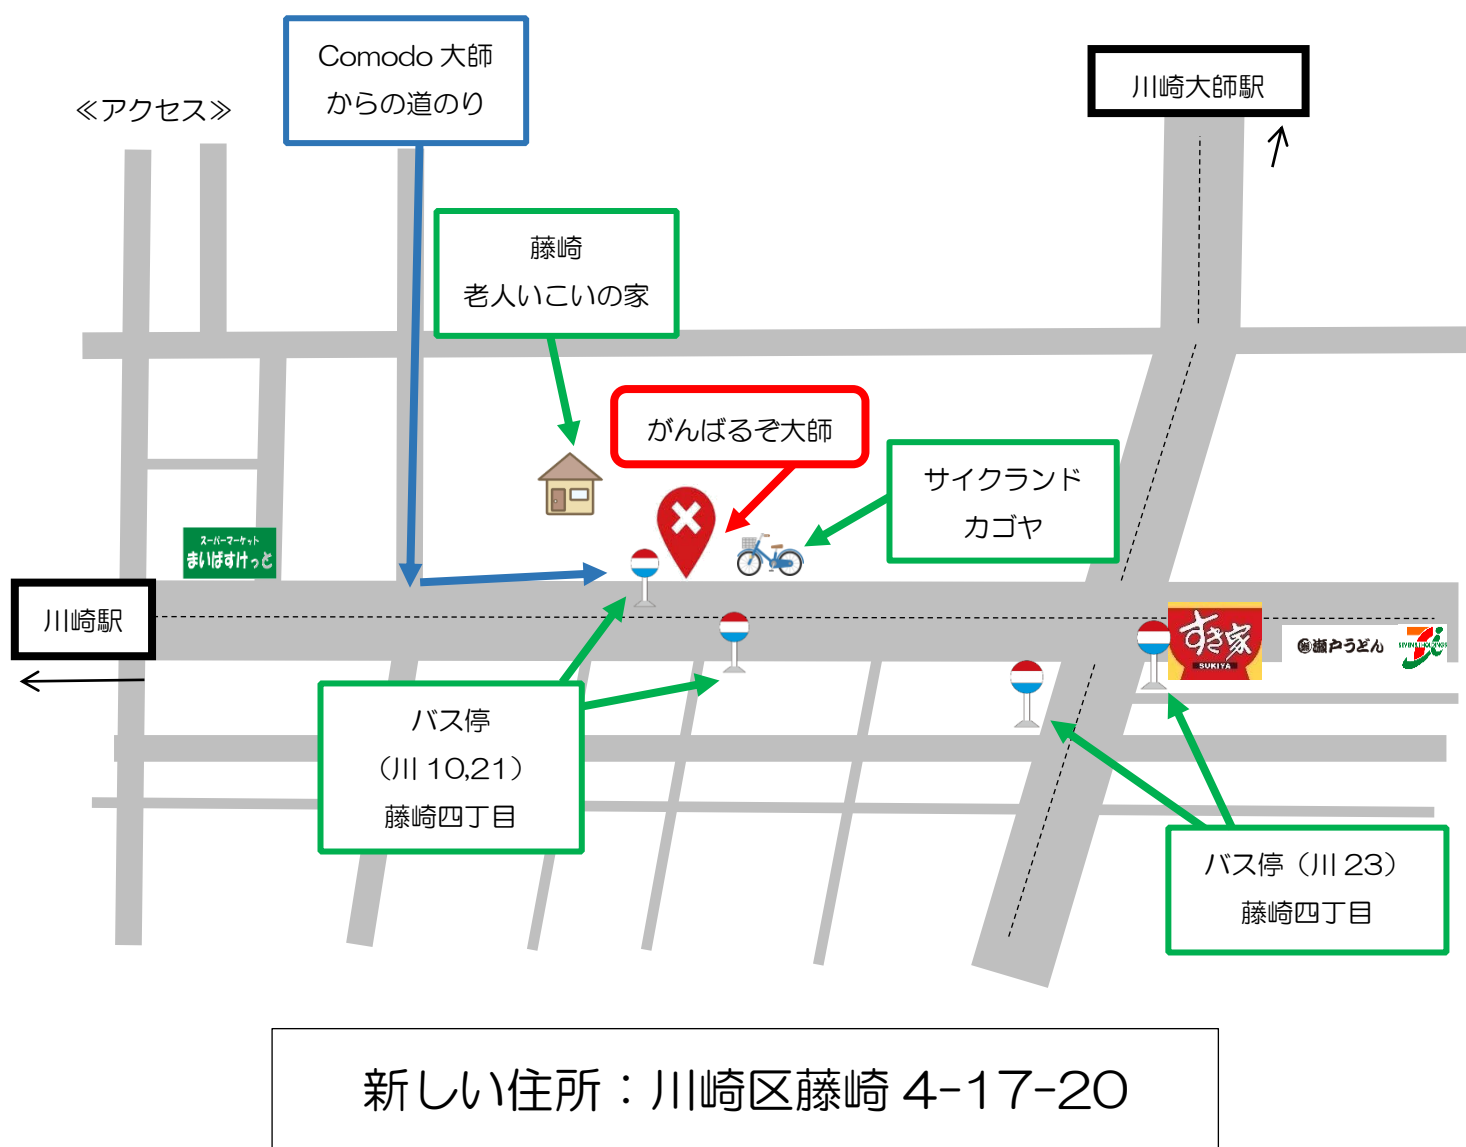 Comodo 大師
からの道のり
川崎大師駅
≪アクセス≫
藤崎
老人いこいの家
がんばるぞ大師
サイクランド
カゴヤ
スーパーマーケット
まいばすけっと
川崎駅
すき家
SUKIYA
瀬戸うどん
バス停
（川 10,21）
藤崎四丁目
バス停（川 23）
藤崎四丁目
新しい住所：川崎区藤崎 4-17-20